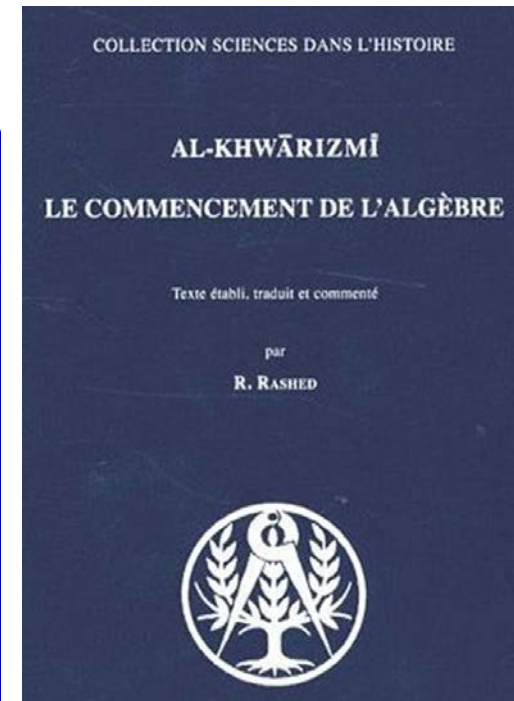 COLLECTION SCIENCES DANS L'HISTOIRE
AL-KHWĀRIZMĪ
LE COMMENCEMENT DE L'ALGÈBRE
Texte établi, traduit et commenté
par
R. RASHED